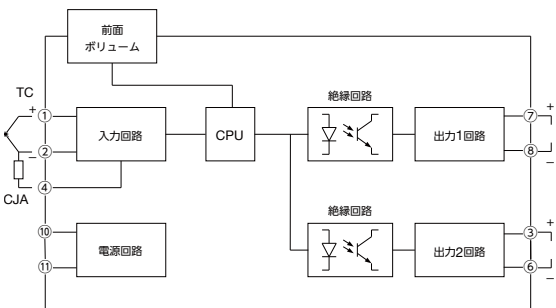 前面
ボリューム
TC
絶縁回路
+
①
入力回路
CPU
出力1回路
⑦
+
②
−
⑧
−
④
CJA
絶縁回路
⑩
電源回路
出力2回路
③
+
⑪
⑥
−